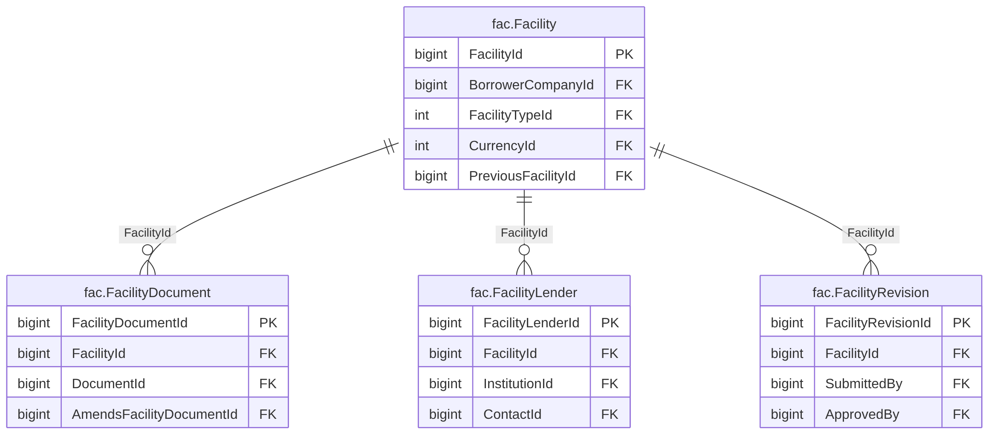 fac.Facility
bigint FacilityId PK
bigint BorrowerCompanyId FK
int FacilityTypeId FK
int CurrencyId FK
bigint PreviousFacilityId FK
FacilityId FacilityId FacilityId
fac.FacilityDocument
bigint FacilityDocumentId PK
bigint FacilityId FK
bigint DocumentId FK
bigint AmendsFacilityDocumentId FK
fac.FacilityLender
bigint FacilityLenderId PK
bigint FacilityId FK
bigint InstitutionId FK
bigint ContactId FK
fac.FacilityRevision
bigint FacilityRevisionId PK
bigint FacilityId FK
bigint SubmittedBy FK
bigint ApprovedBy FK